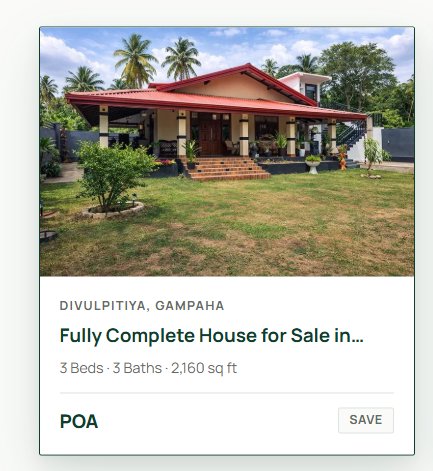 DIVULPITIYA, GAMPAHA
Fully Complete House for Sale in...
3 Beds · 3 Baths · 2,160 sq ft
POA
SAVE